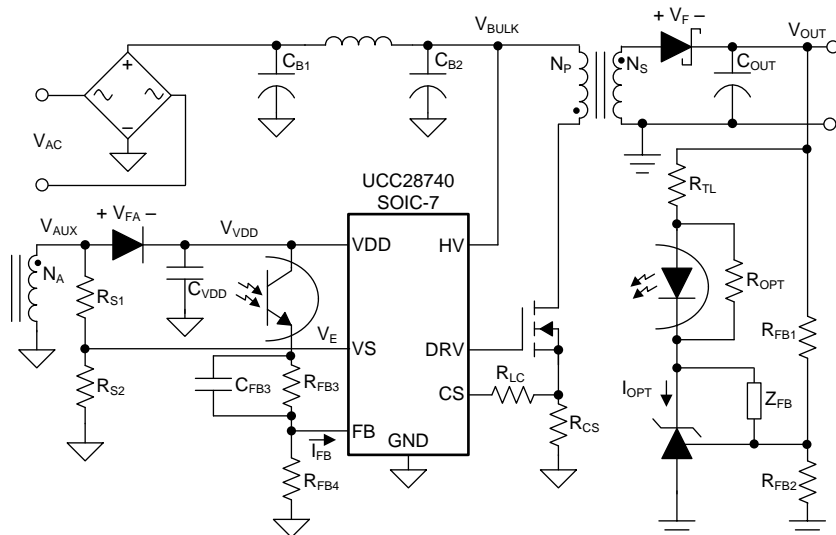 + V_F −
V_BULK
V_OUT
C_B1
C_B2
N_P
N_S
C_OUT
+
−
V_AC
R_TL
UCC28740
SOIC-7
V_AUX
+ V_FA −
V_VDD
VDD
HV
N_A
C_VDD
R_S1
R_OPT
V_E
R_FB1
VS
DRV
R_S2
C_FB3
R_FB3
R_LC
CS
I_OPT
Z_FB
R_CS
FB
I_FB
GND
R_FB4
R_FB2